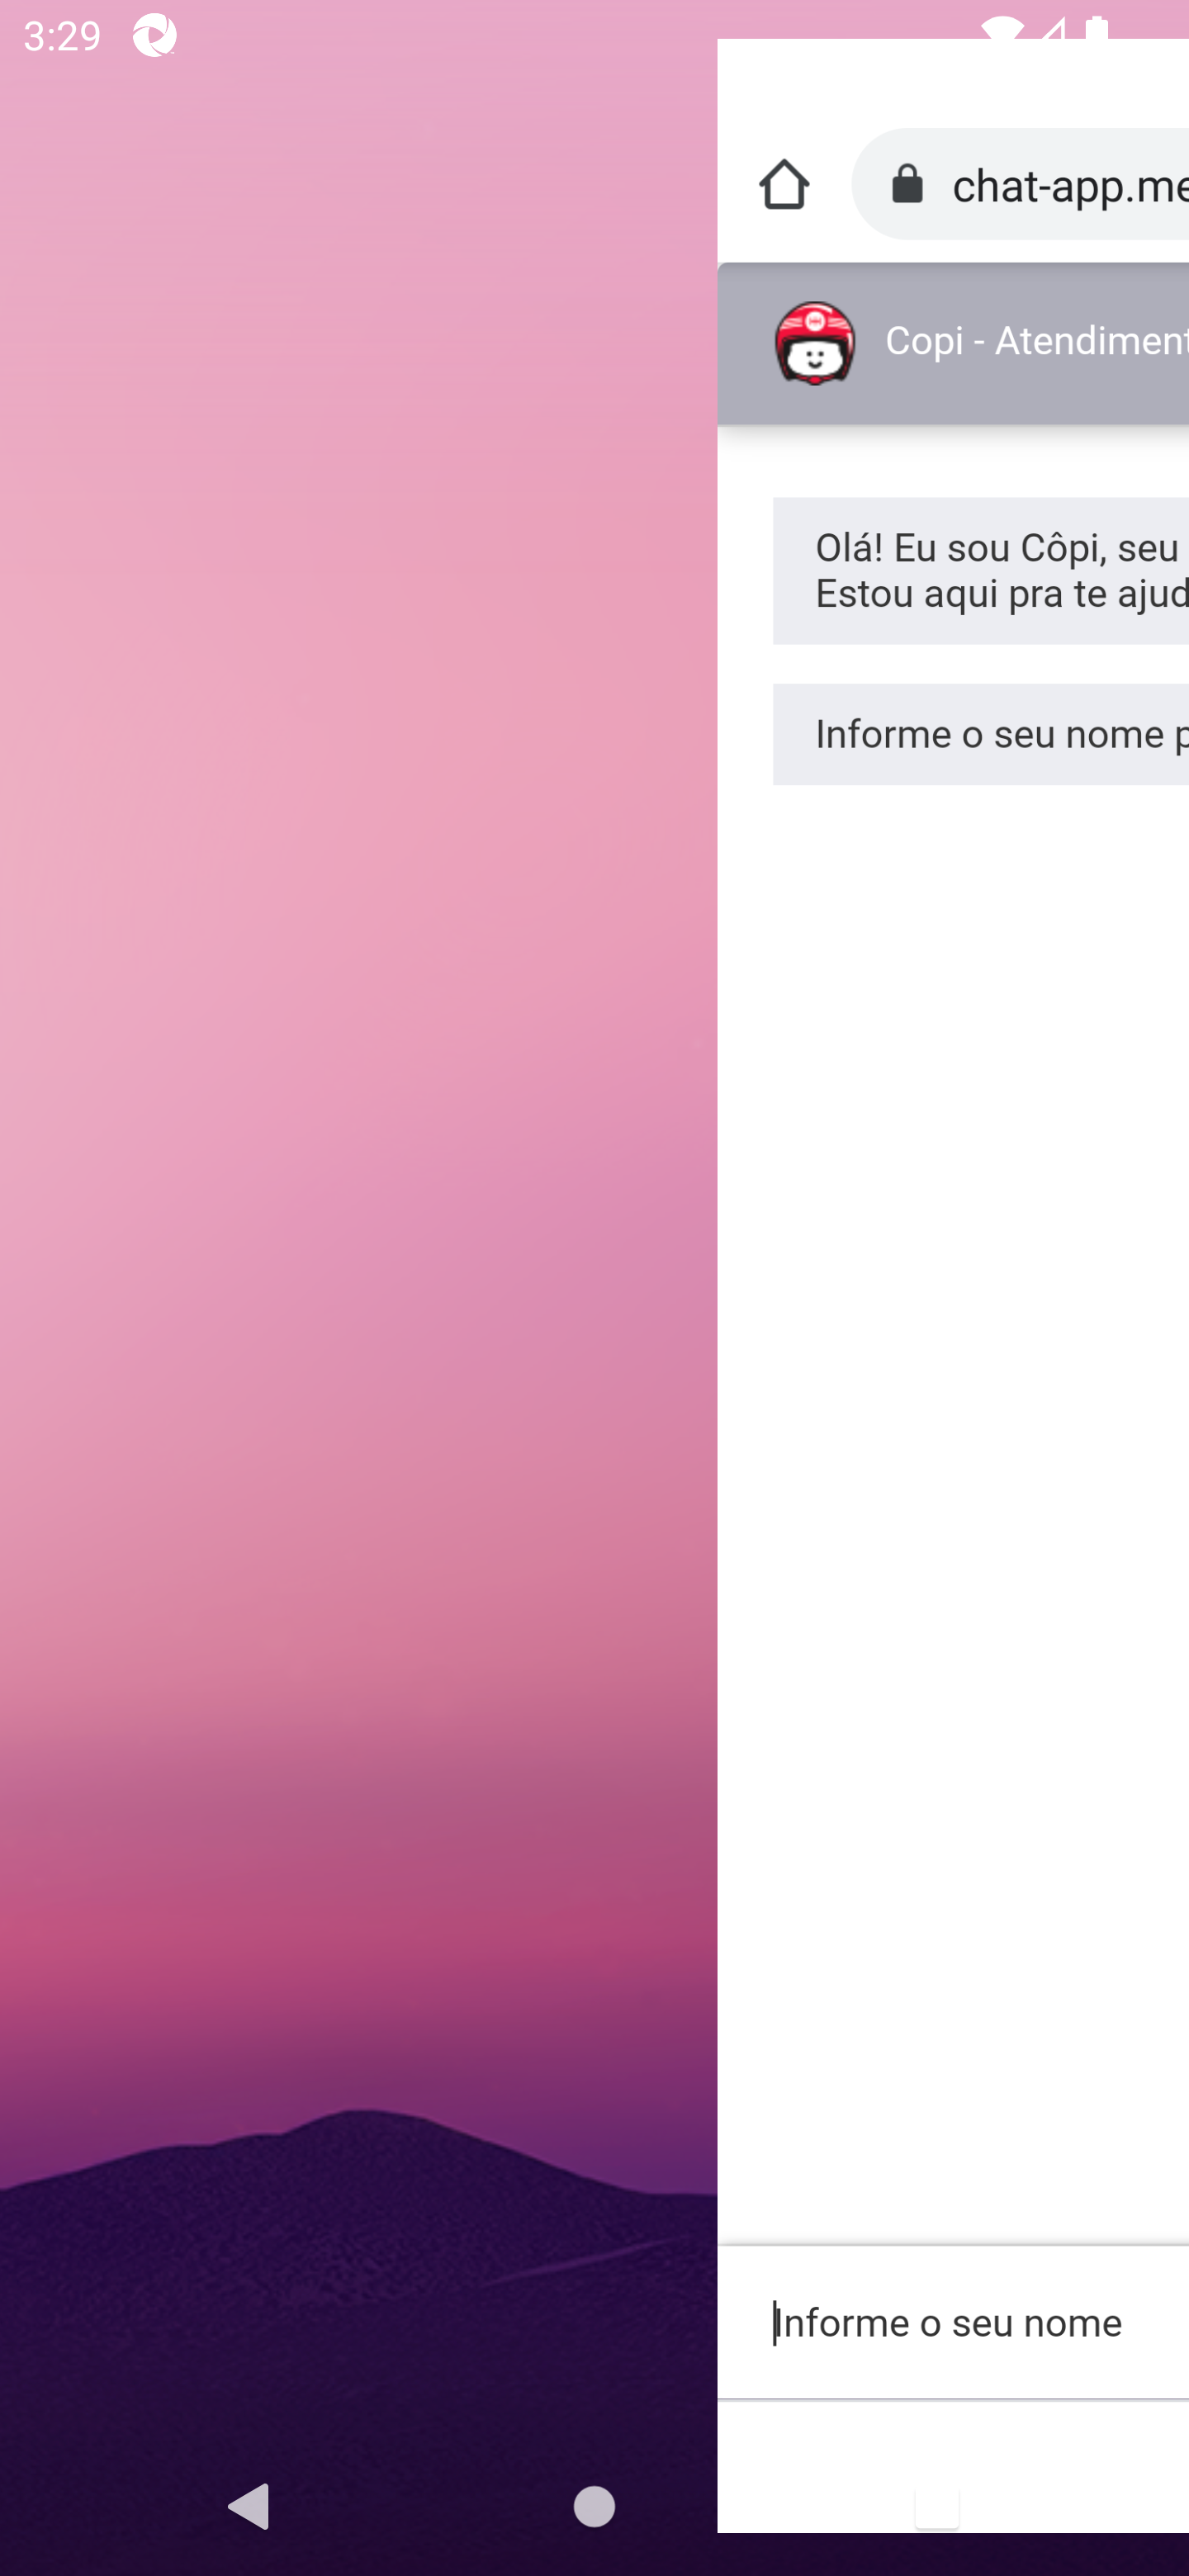 3:29
chat-app.me
Copi - Atendiment
Olá! Eu sou Côpi, seu
Estou aqui pra te ajud
Informe o seu nome p
Informe o seu nome